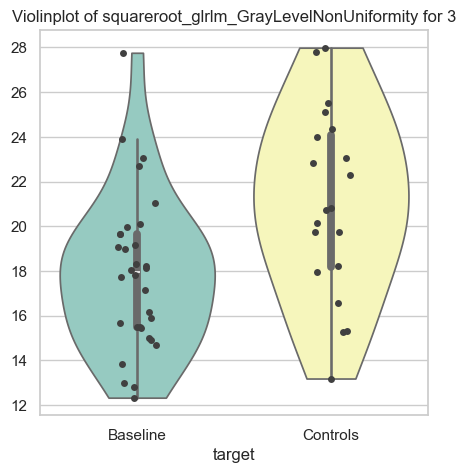 Violinplot of squareroot_glrlm_GrayLevelNonUniformity for 3
28
26
24
22
20
18
16
14
12
Baseline
Controls
target